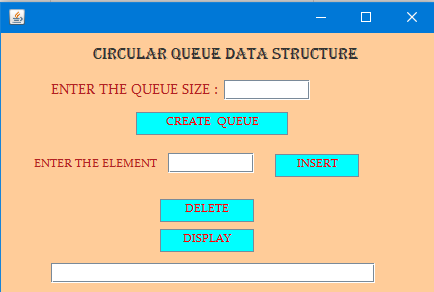 CIRCULAR QUEUE DATA STRUCTURE
ENTER THE QUEUE SIZE :
CREATE QUEUE
ENTER THE ELEMENT INSERT
DELETE
DISPLAY